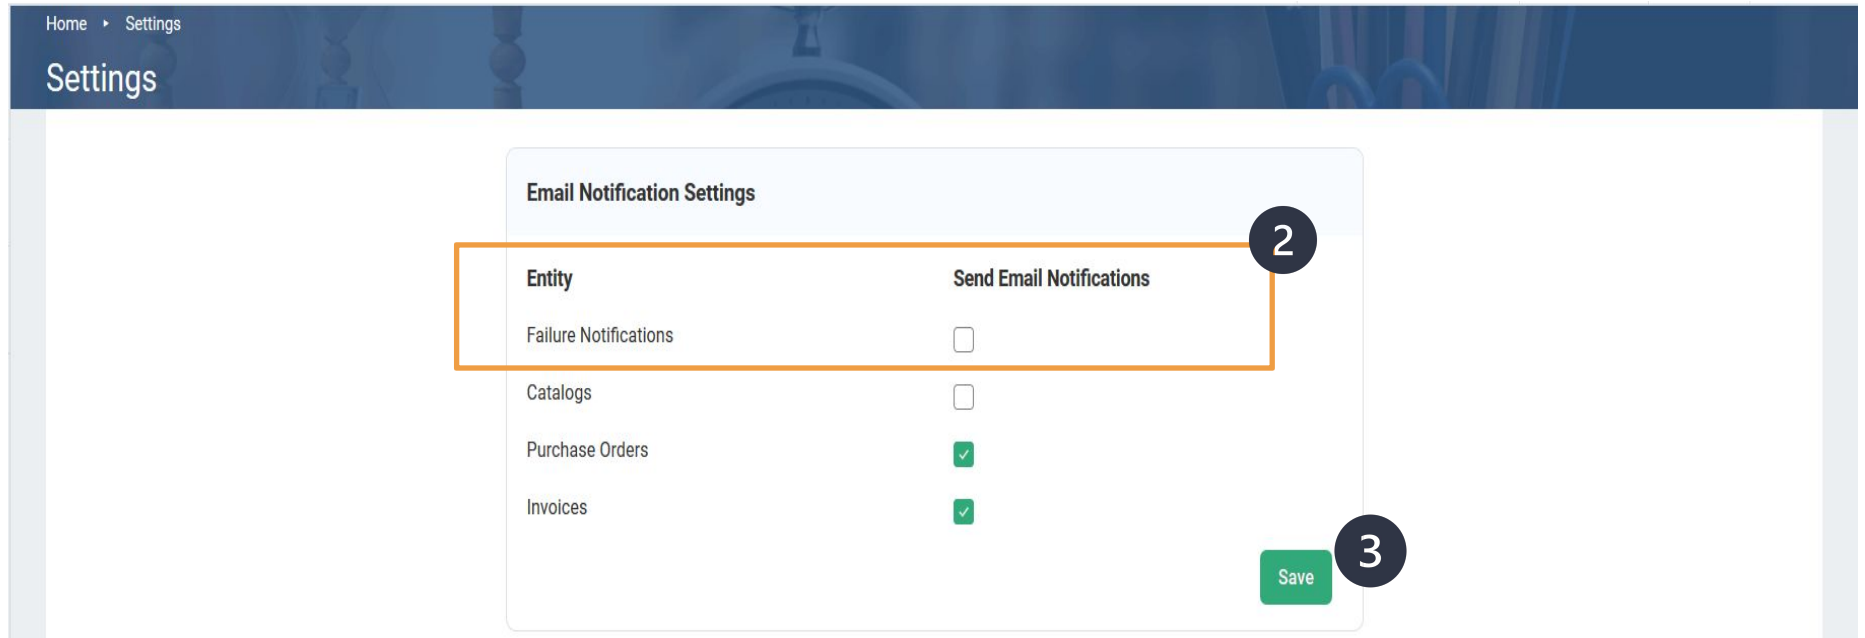 Home ‣ Settings
Settings
Email Notification Settings
2
Entity Send Email Notifications
Failure Notifications
Catalogs
Purchase Orders
Invoices
3
Save